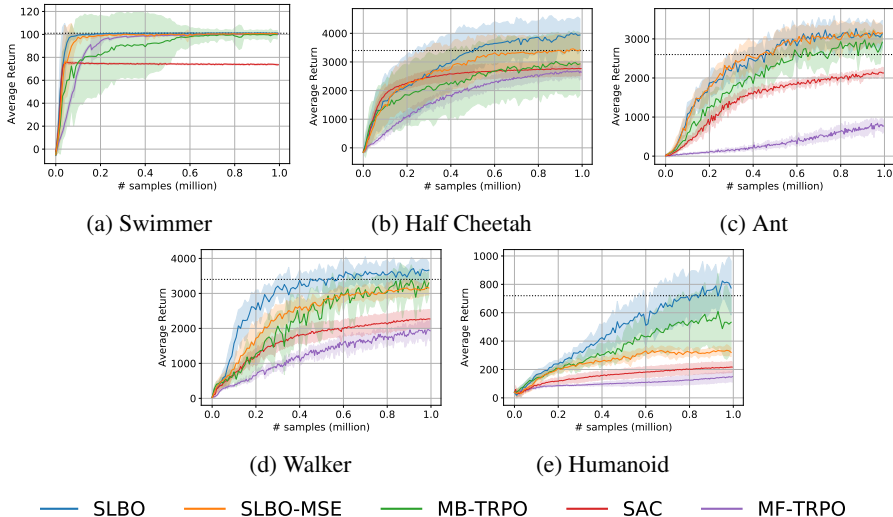 120
100
80
60
40
20
0
Average Return
0.0 0.2 0.4 0.6 0.8 1.0
# samples (million)
(a) Swimmer
4000
3000
2000
1000
0
Average Return
0.0 0.2 0.4 0.6 0.8 1.0
# samples (million)
(b) Half Cheetah
3000
2000
1000
0
Average Return
0.0 0.2 0.4 0.6 0.8 1.0
# samples (million)
(c) Ant
4000
3000
2000
1000
0
Average Return
0.0 0.2 0.4 0.6 0.8 1.0
# samples (million)
(d) Walker
1000
800
600
400
200
0
Average Return
0.0 0.2 0.4 0.6 0.8 1.0
# samples (million)
(e) Humanoid
SLBO SLBO-MSE MB-TRPO SAC MF-TRPO